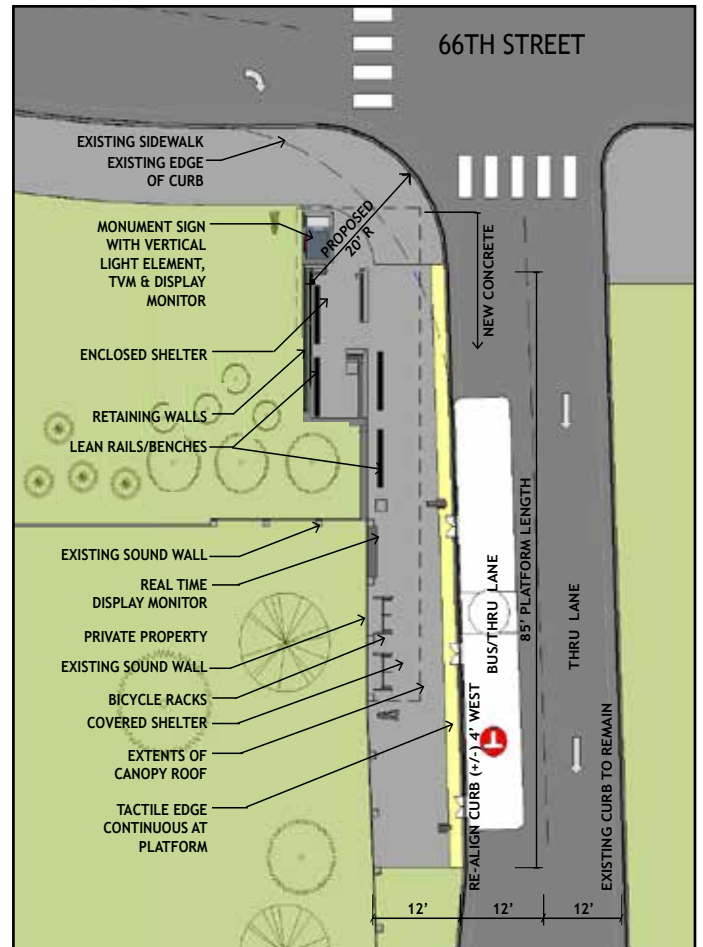 66TH STREET
EXISTING SIDEWALK
EXISTING EDGE
OF CURB
MONUMENT SIGN
WITH VERTICAL
LIGHT ELEMENT,
TVM & DISPLAY
MONITOR
PROPOSED
20' R
NEW CONCRETE
ENCLOSED SHELTER
RETAINING WALLS
LEAN RAILS/BENCHES
EXISTING SOUND WALL
REAL TIME
DISPLAY MONITOR
PRIVATE PROPERTY
EXISTING SOUND WALL
BICYCLE RACKS
COVERED SHELTER
EXTENTS OF
CANOPY ROOF
TACTILE EDGE
CONTINUOUS AT
PLATFORM
RE-ALIGN CURB (+/-) 4' WEST
BUS/THRU LANE
85' PLATFORM LENGTH
THRU LANE
EXISTING CURB TO REMAIN
T
12'
12'
12'